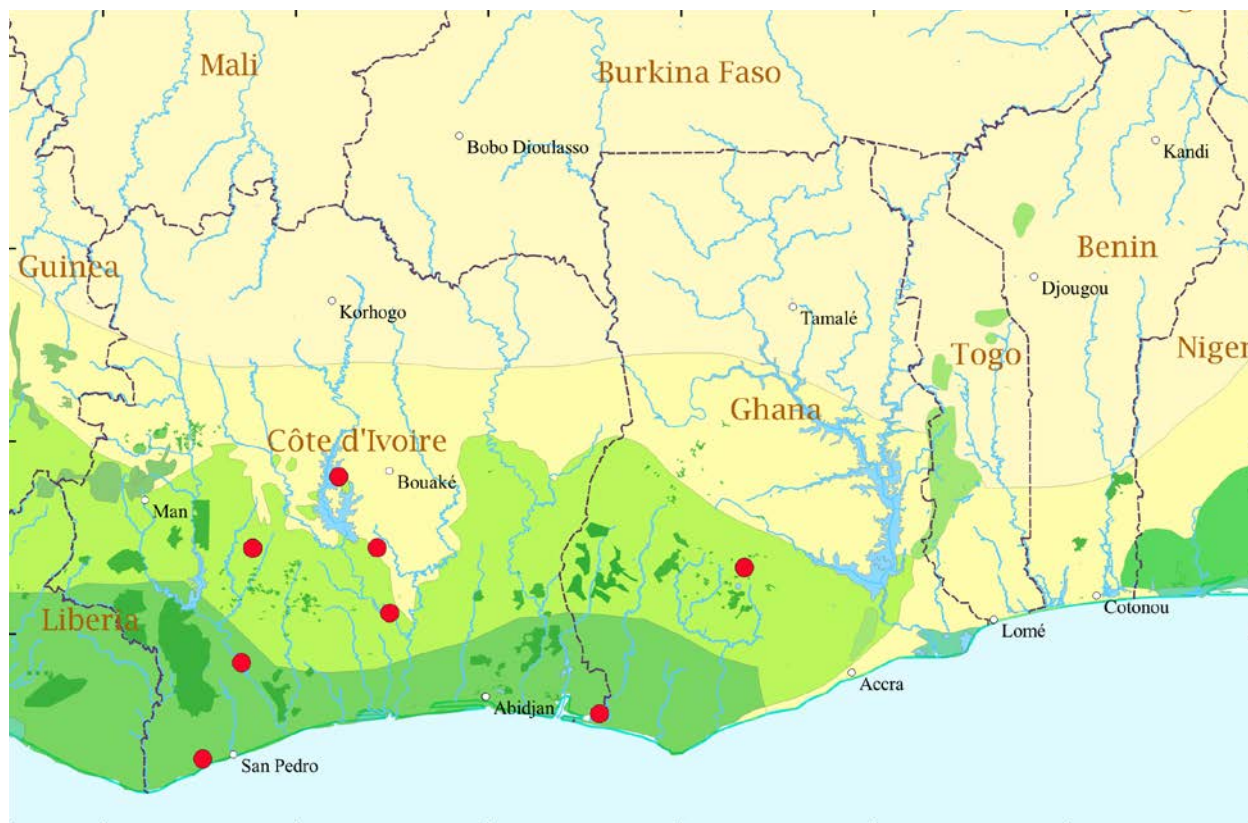 Mali
Burkina Faso
Bobo Dioulasso
Kandi
Guinea
Benin
Djougou
Korhogo
Tamalé
Togo
Niger
Ghana
Côte d'Ivoire
Bouaké
Man
Liberia
Cotonou
Lomé
Accra
Abidjan
San Pedro